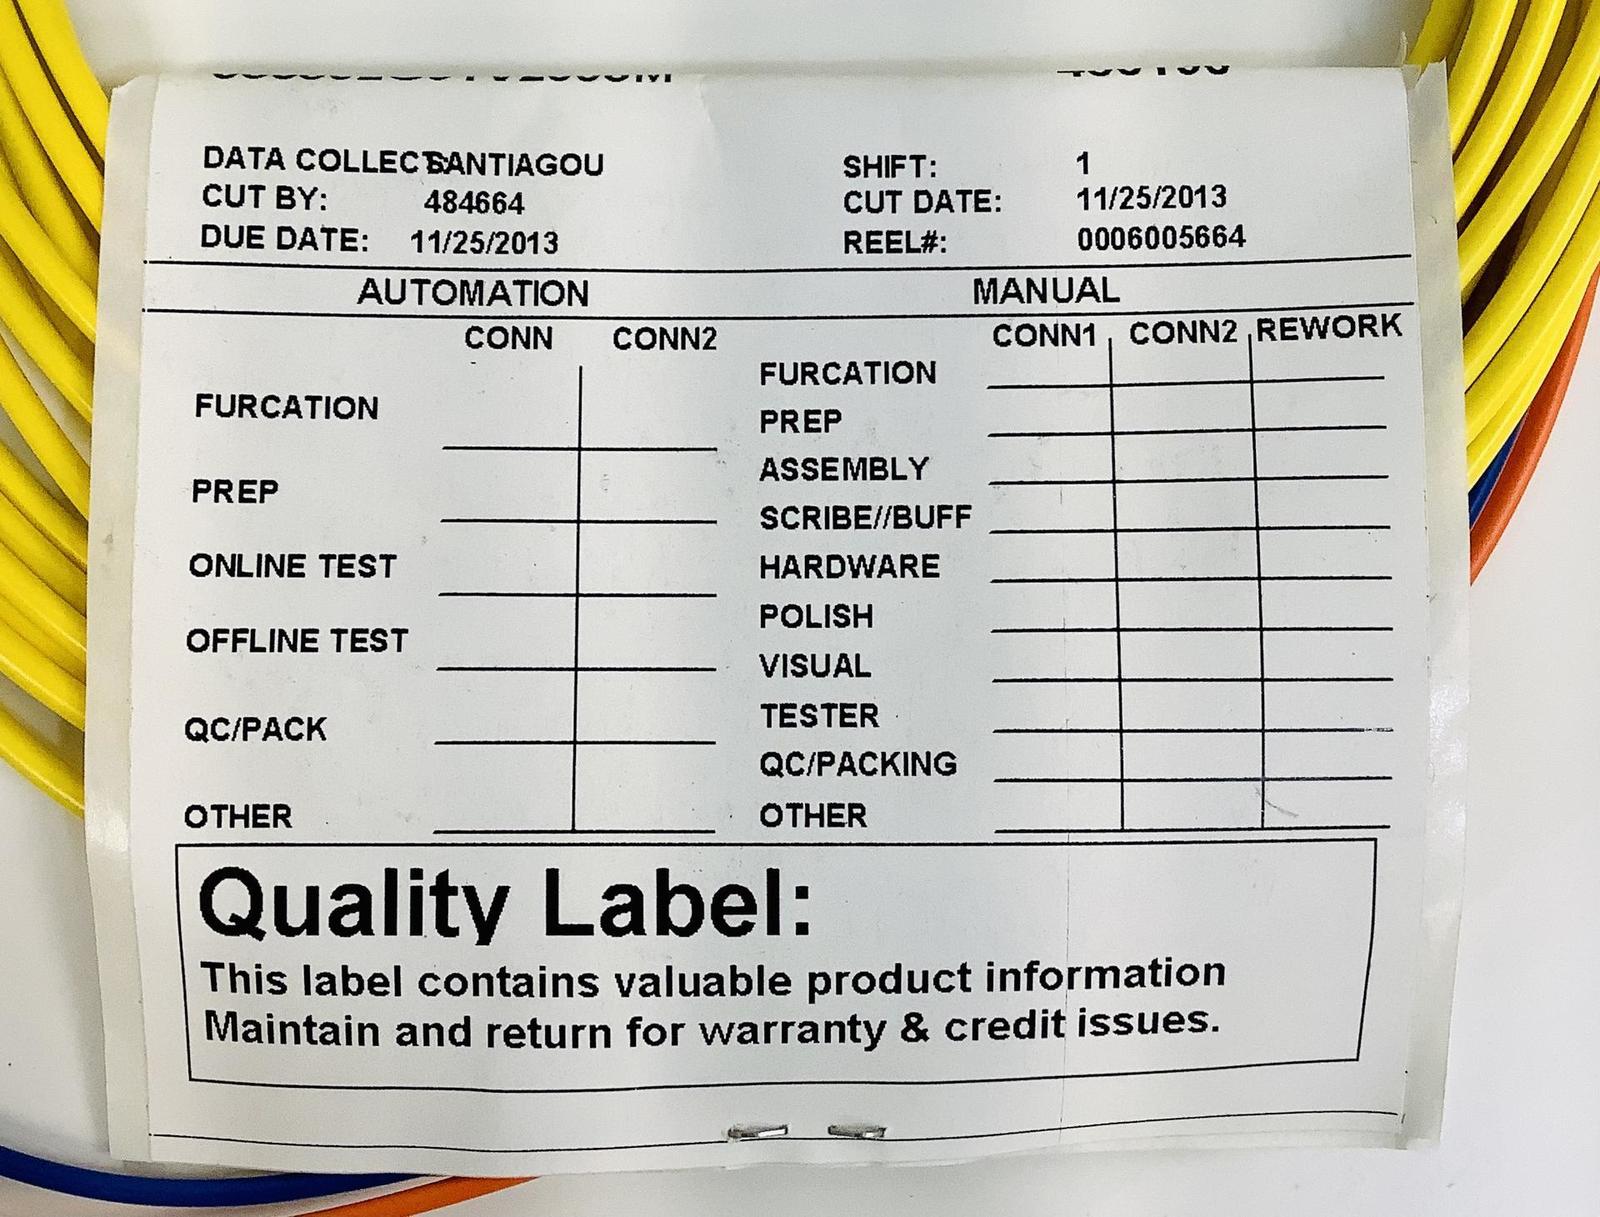 DATA COLLECT SANTIAGOU SHIFT: 1
CUT BY: 484664 CUT DATE: 11/25/2013
DUE DATE: 11/25/2013 REEL#: 0006005664
AUTOMATION MANUAL
CONN CONN2
FURCATION
PREP
ONLINE TEST
OFFLINE TEST
QC/PACK
OTHER
CONN1 CONN2 REWORK
FURCATION
PREP
ASSEMBLY
SCRIBE//BUFF
HARDWARE
POLISH
VISUAL
TESTER
QC/PACKING
OTHER
Quality Label:
This label contains valuable product information
Maintain and return for warranty & credit issues.